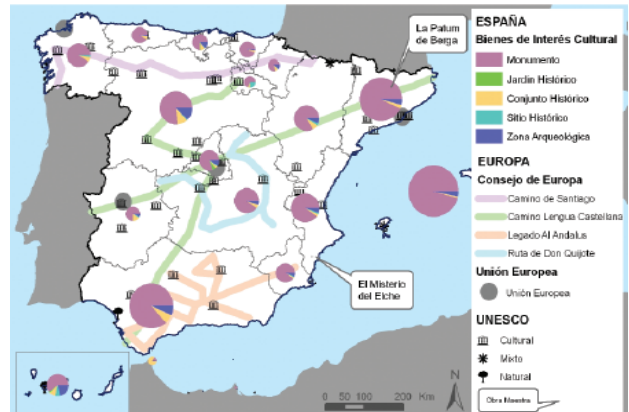 La Patum
de Berga
El Misterio
del Elche
N
0 50 100 200 Km
ESPAÑA
Bienes de Interés Cultural
Monumento
Jardín Histórico
Conjunto Histórico
Sitio Histórico
Zona Arqueológica
EUROPA
Consejo de Europa
Camino de Santiago
Camino Lengua Castellana
Legado Al Andalus
Ruta de Don Quijote
Unión Europea
Unión Europea
UNESCO
Cultural
Mixto
Natural
Obra Maestra